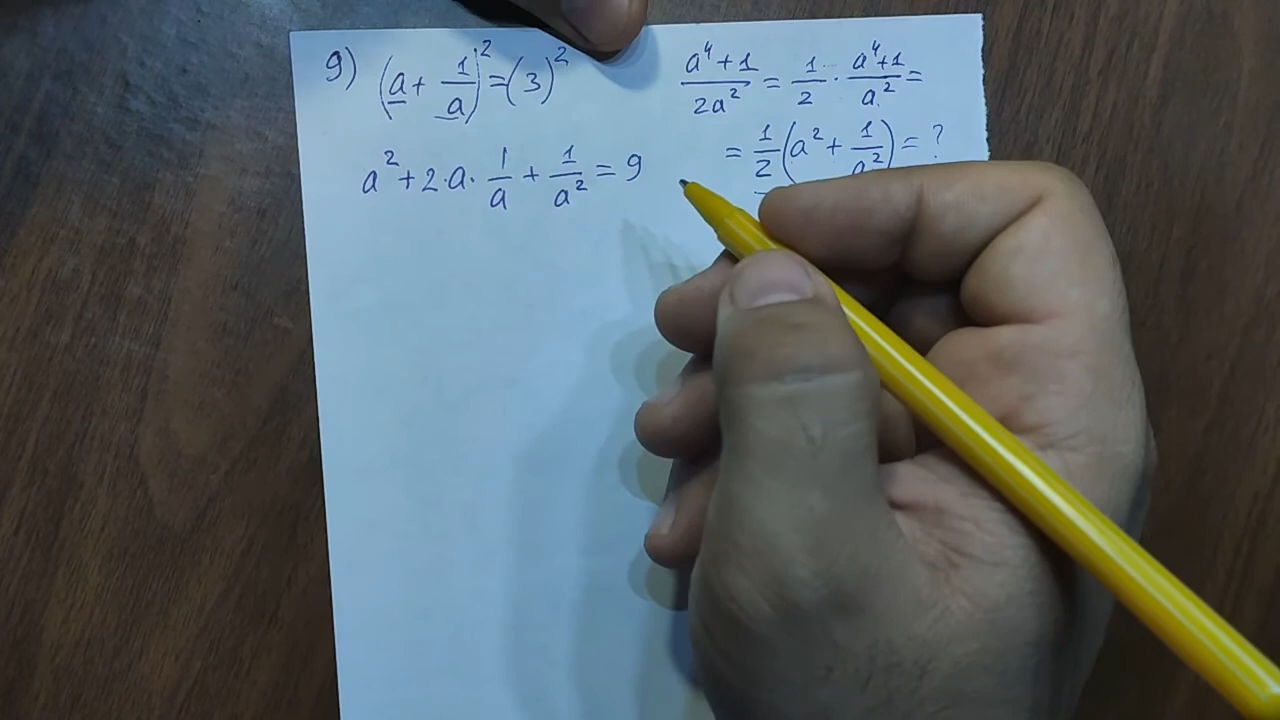 9) (a + 1/a)² = (3)²
a² + 2·a· 1/a + 1/a² = 9
a⁴+1/2a² = 1/2 · a⁴+1/a² =
= 1/2 (a² + 1/a²) = ?